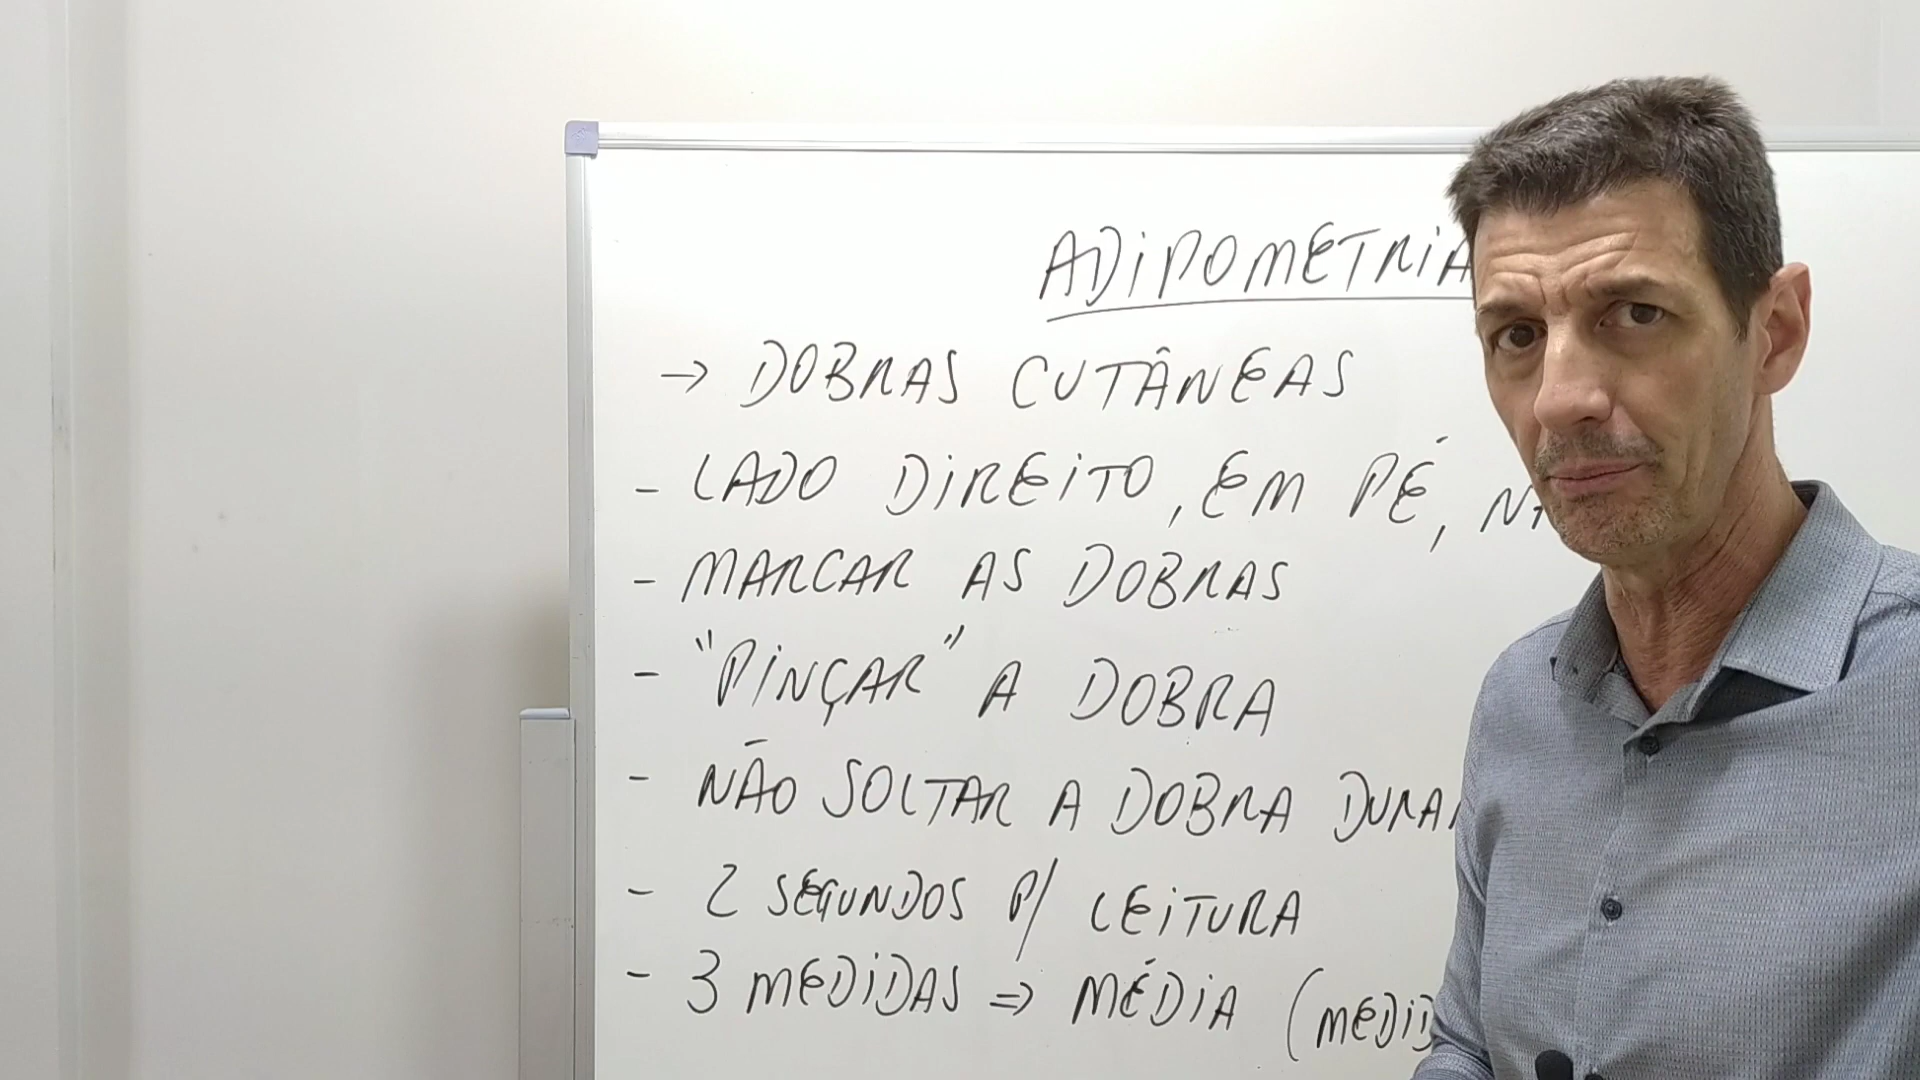 ADIPOMETRIA
→ DOBRAS CUTÂNEAS
- LADO DIREITO, EM PÉ,
- MARCAR AS DOBRAS
- "PINÇAR" A DOBRA
- NÃO SOLTAR A DOBRA
- 2 SEGUNDOS P/ LEITURA
- 3 MEDIDAS ⇒ MÉDIA (